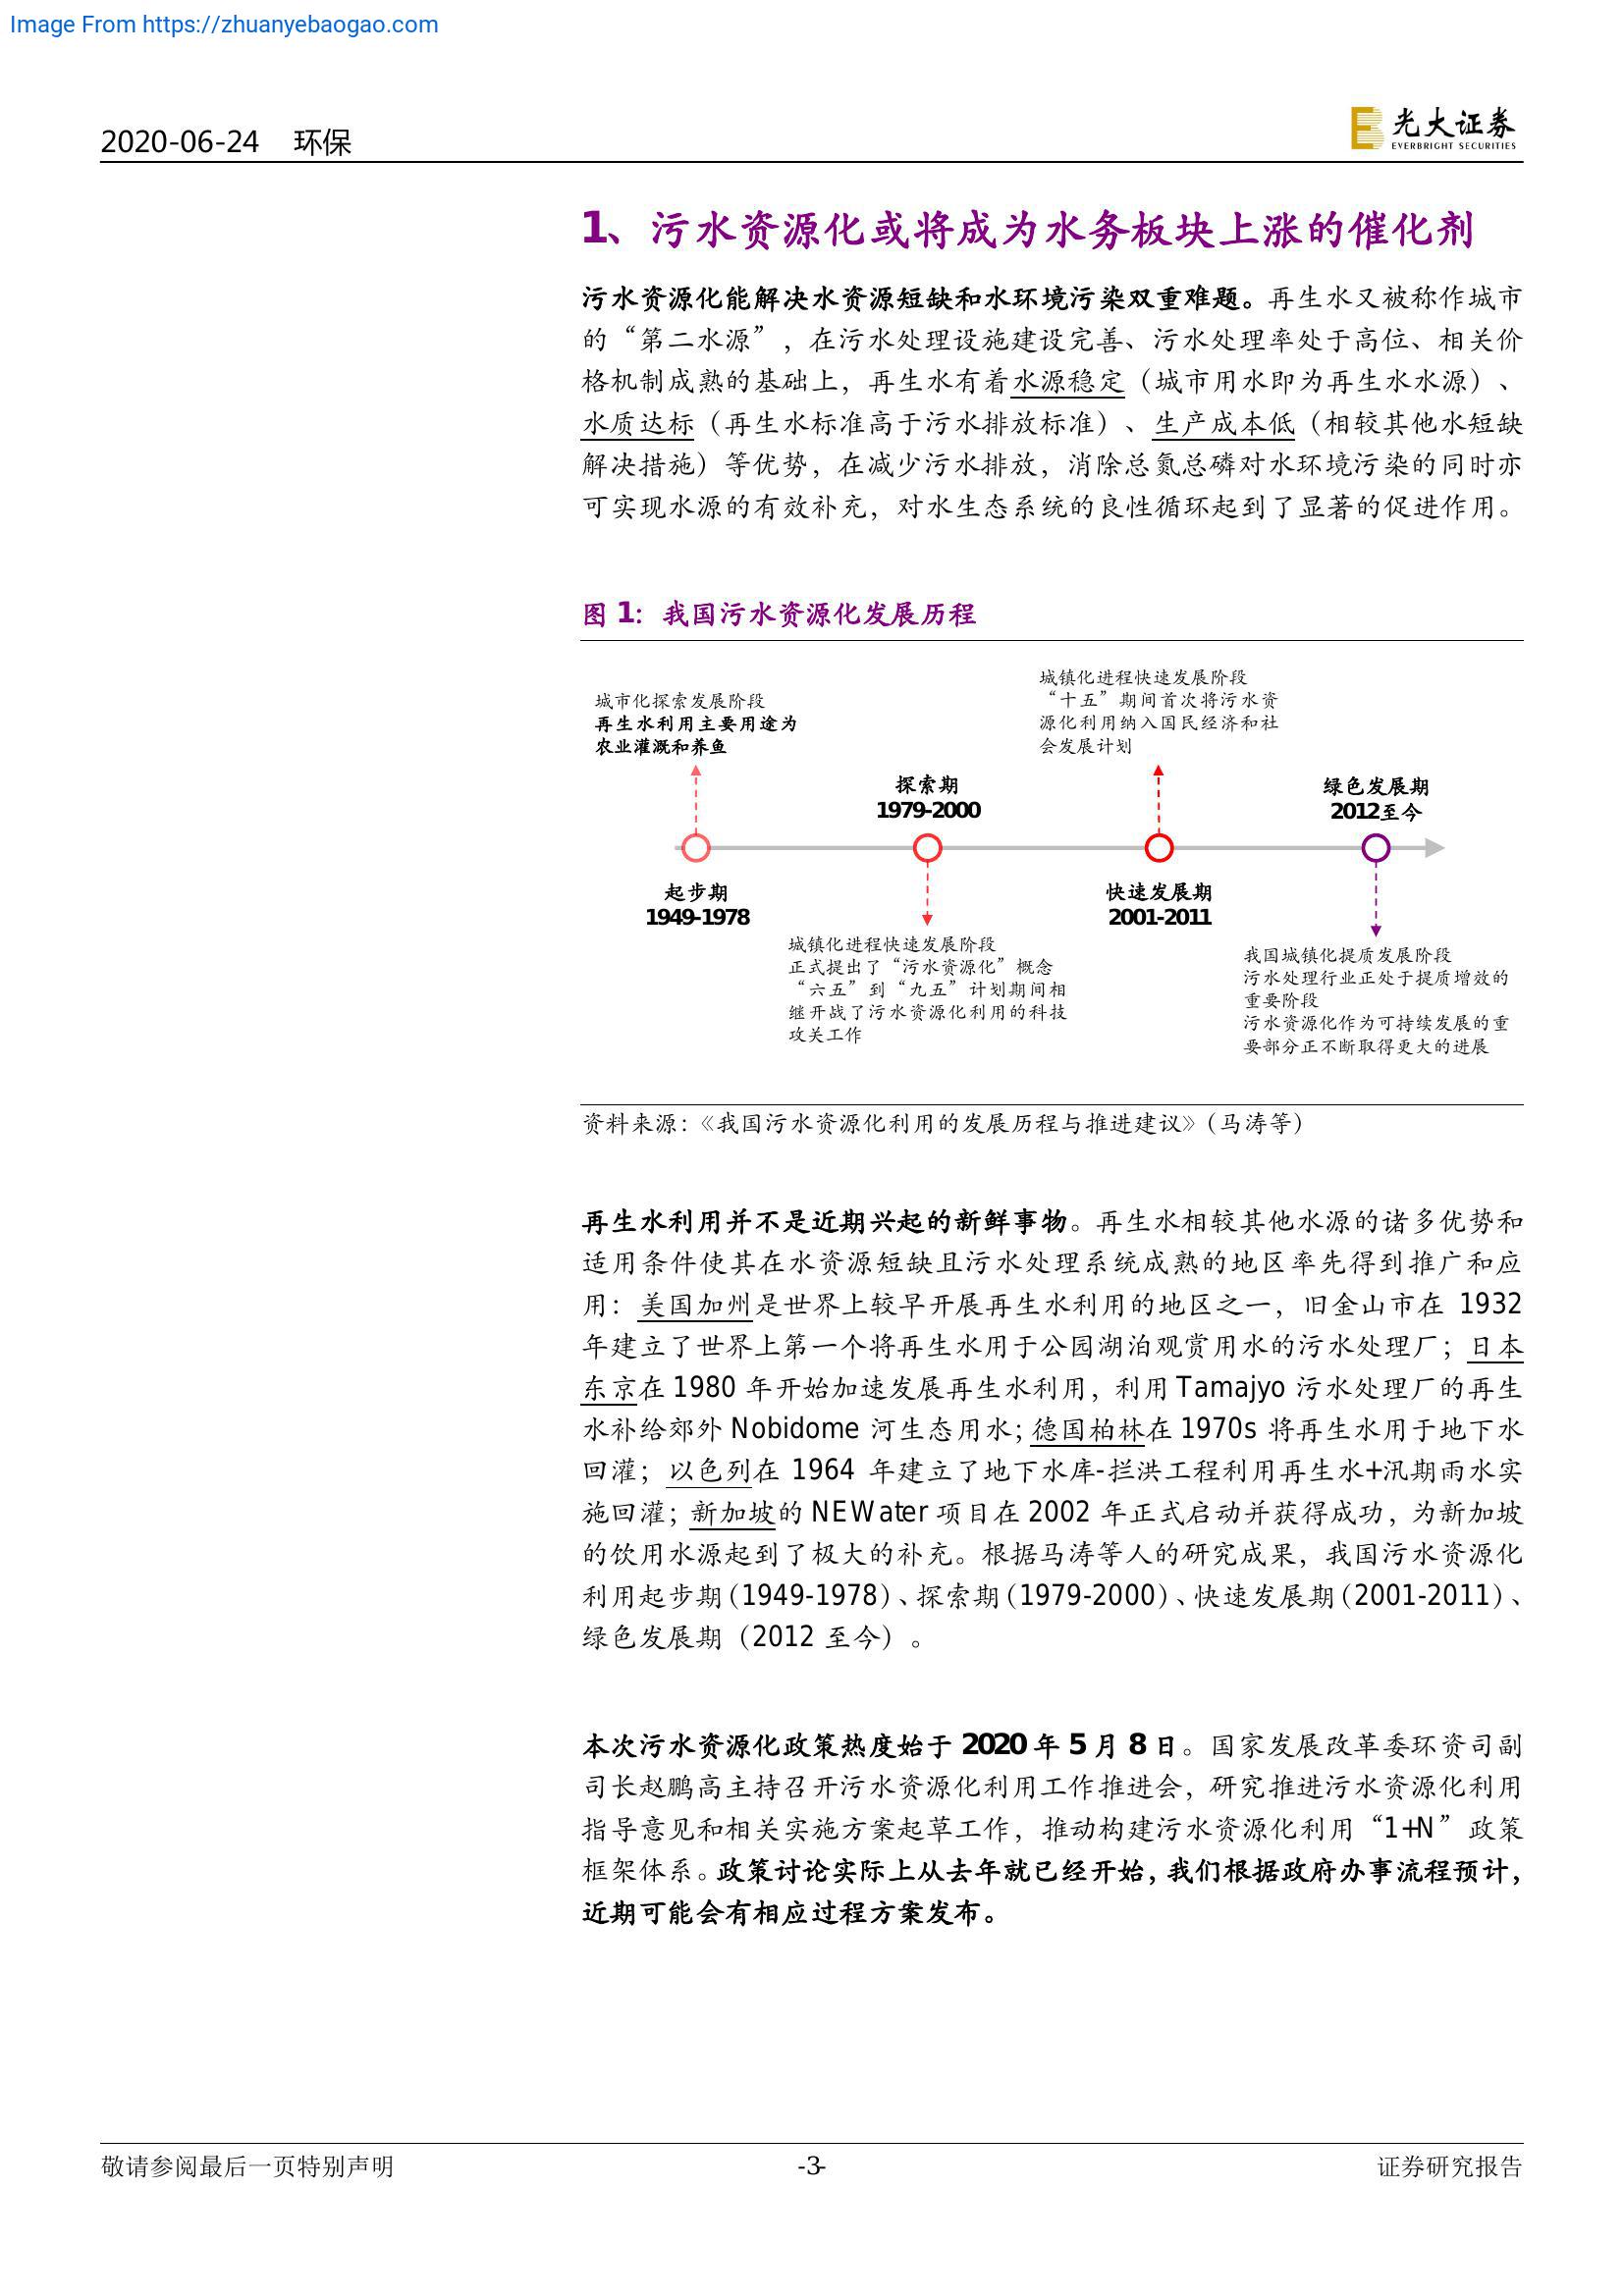 Image From https://zhuanyebaogao.com
2020-06-24 环保
光大证券
EVERBRIGHT SECURITIES
1、污水资源化或将成为水务板块上涨的催化剂
污水资源化能解决水资源短缺和水环境污染双重难题。再生水又被称作城市
的“第二水源”，在污水处理设施建设完善、污水处理率处于高位、相关价
格机制成熟的基础上，再生水有着水源稳定（城市用水即为再生水水源）、
水质达标（再生水标准高于污水排放标准）、生产成本低（相较其他水短缺
解决措施）等优势，在减少污水排放，消除总氮总磷对水环境污染的同时亦
可实现水源的有效补充，对水生态系统的良性循环起到了显著的促进作用。
图 1：我国污水资源化发展历程
城市化探索发展阶段
再生水利用主要用途为
农业灌溉和养鱼
城镇化进程快速发展阶段
“十五”期间首次将污水资
源化利用纳入国民经济和社
会发展计划
探索期
1979-2000
绿色发展期
2012至今
起步期
1949-1978
快速发展期
2001-2011
城镇化进程快速发展阶段
正式提出了“污水资源化”概念
“六五”到“九五”计划期间相
继开战了污水资源化利用的科技
攻关工作
我国城镇化提质发展阶段
污水处理行业正处于提质增效的
重要阶段
污水资源化作为可持续发展的重
要部分正不断取得更大的进展
资料来源：《我国污水资源化利用的发展历程与推进建议》（马涛等）
再生水利用并不是近期兴起的新鲜事物。再生水相较其他水源的诸多优势和
适用条件使其在水资源短缺且污水处理系统成熟的地区率先得到推广和应
用：美国加州是世界上较早开展再生水利用的地区之一，旧金山市在 1932
年建立了世界上第一个将再生水用于公园湖泊观赏用水的污水处理厂；日本
东京在 1980 年开始加速发展再生水利用，利用 Tamajyo 污水处理厂的再生
水补给郊外 Nobidome 河生态用水；德国柏林在 1970s 将再生水用于地下水
回灌；以色列在 1964 年建立了地下水库-拦洪工程利用再生水+汛期雨水实
施回灌；新加坡的 NEWater 项目在 2002 年正式启动并获得成功，为新加坡
的饮用水源起到了极大的补充。根据马涛等人的研究成果，我国污水资源化
利用起步期（1949-1978）、探索期（1979-2000）、快速发展期（2001-2011）、
绿色发展期（2012 至今）。
本次污水资源化政策热度始于 2020 年 5 月 8 日。国家发展改革委环资司副
司长赵鹏高主持召开污水资源化利用工作推进会，研究推进污水资源化利用
指导意见和相关实施方案起草工作，推动构建污水资源化利用“1+N”政策
框架体系。政策讨论实际上从去年就已经开始，我们根据政府办事流程预计，
近期可能会有相应过程方案发布。
敬请参阅最后一页特别声明
-3-
证券研究报告